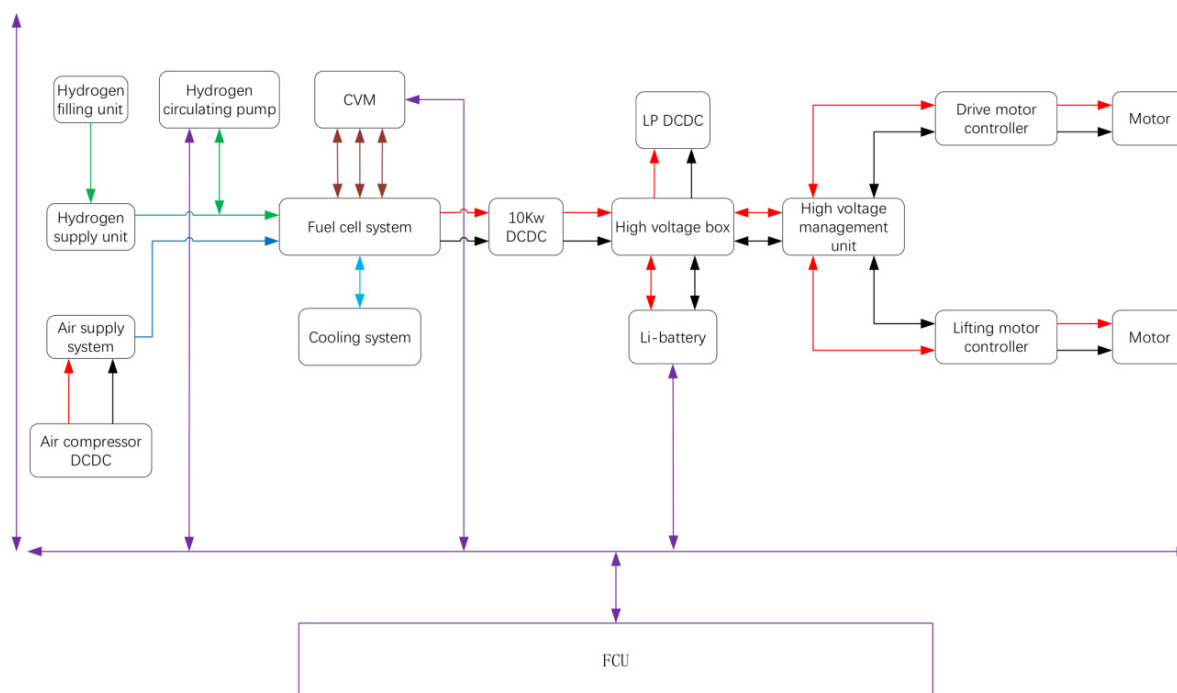 Hydrogen
filling unit
Hydrogen
circulating pump
CVM
LP DCDC
Drive motor
controller
Motor
Hydrogen
supply unit
Fuel cell system
10Kw
DCDC
High voltage box
High voltage
management
unit
Air supply
system
Cooling system
Li-battery
Lifting motor
controller
Motor
Air compressor
DCDC
FCU